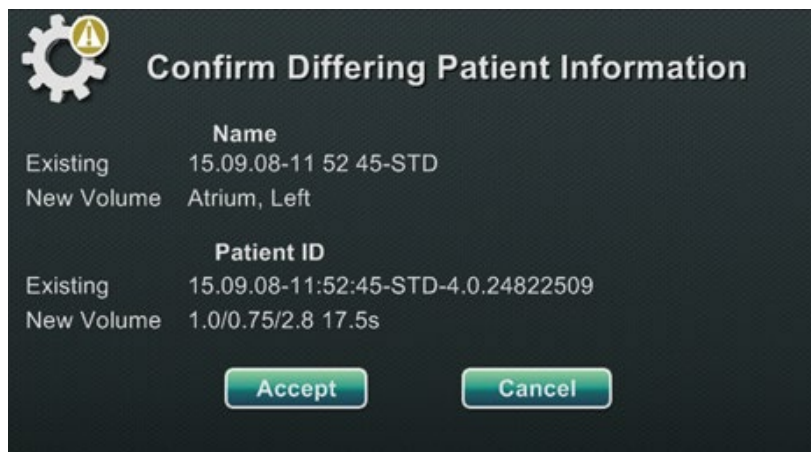 Confirm Differing Patient Information
Name
Existing 15.09.08-11 52 45-STD
New Volume Atrium, Left
Patient ID
Existing 15.09.08-11:52:45-STD-4.0.24822509
New Volume 1.0/0.75/2.8 17.5s
Accept Cancel